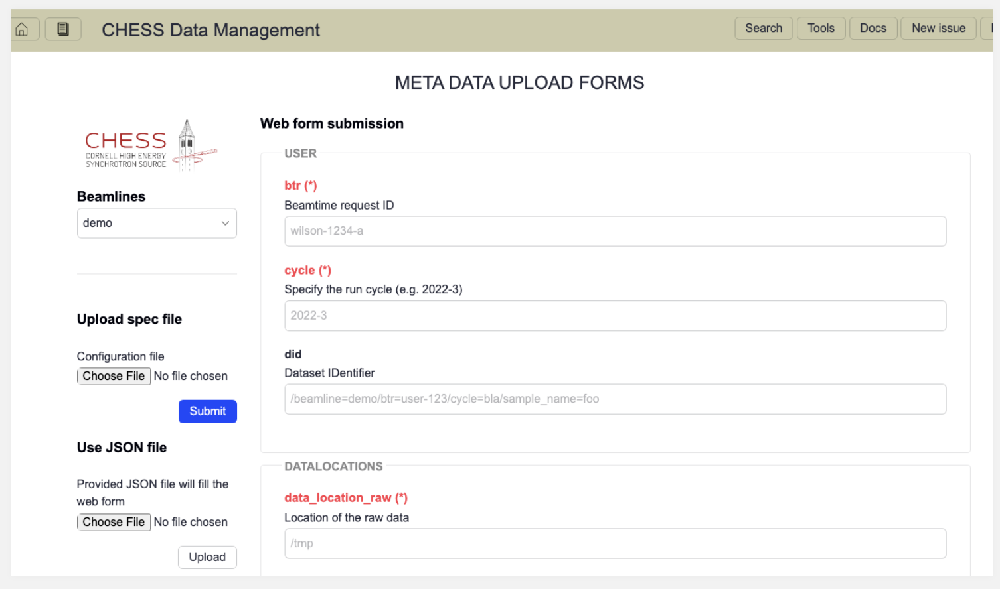 CHESS Data Management
Search
Tools
Docs
New issue
META DATA UPLOAD FORMS
CHESS
CORNELL HIGH ENERGY
SYNCHROTRON SOURCE
Beamlines
demo
Upload spec file
Configuration file
Choose File No file chosen
Submit
Use JSON file
Provided JSON file will fill the
web form
Choose File No file chosen
Upload
Web form submission
USER
btr (*)
Beamtime request ID
wilson-1234-a
cycle (*)
Specify the run cycle (e.g. 2022-3)
2022-3
did
Dataset IDentifier
/beamline=demo/btr=user-123/cycle=bla/sample_name=foo
DATALOCATIONS
data_location_raw (*)
Location of the raw data
/tmp